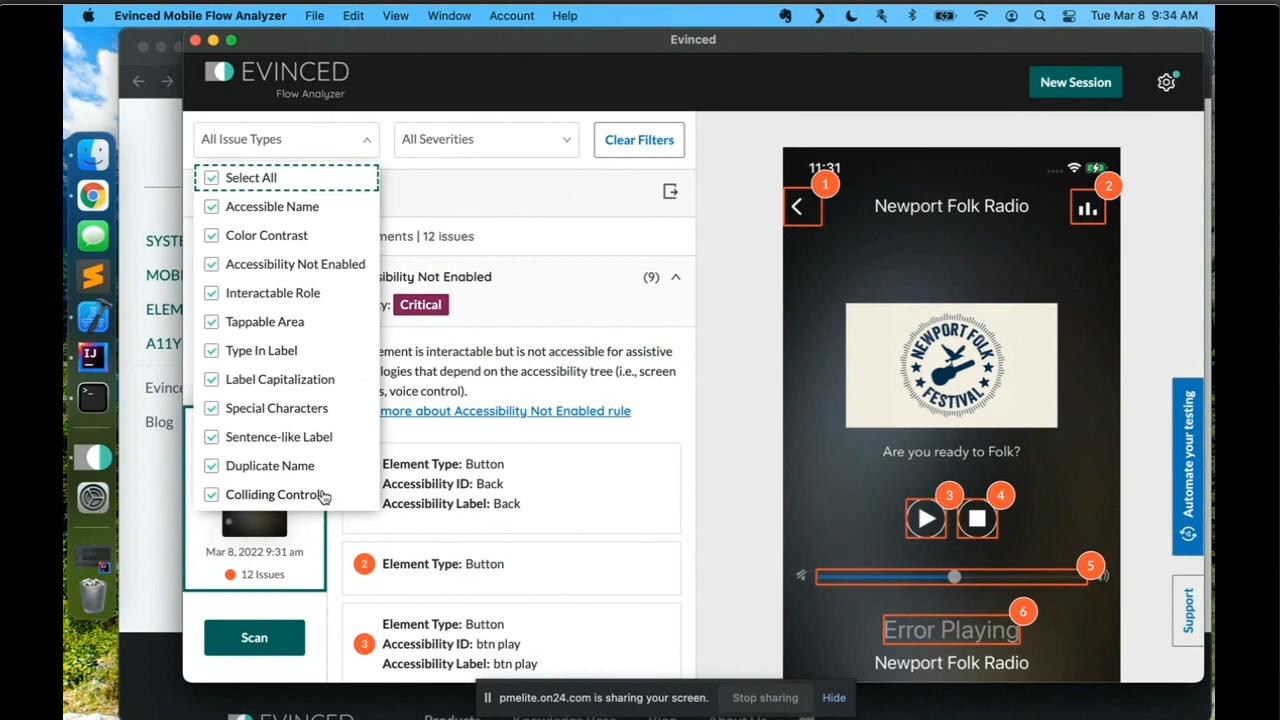 Evinced Mobile Flow Analyzer File Edit View Window Account Help Tue Mar 8 9:34 AM
Evinced
EVINCED
Flow Analyzer
New Session
All Issue Types
All Severities
Clear Filters
Select All
Accessible Name
Color Contrast
Accessibility Not Enabled
Interactable Role
Tappable Area
Type In Label
Label Capitalization
Special Characters
Sentence-like Label
Duplicate Name
Colliding Control
SYST
MOBI
ELEM
A11Y
Evince
Blog
ments | 12 issues
sibility Not Enabled (9)
y: Critical
ement is interactable but is not accessible for assistive
ologies that depend on the accessibility tree (i.e., screen
s, voice control).
more about Accessibility Not Enabled rule
Element Type: Button
Accessibility ID: Back
Accessibility Label: Back
2 Element Type: Button
3
Element Type: Button
Accessibility ID: btn play
Accessibility Label: btn play
Mar 8, 2022 9:31 am
12 Issues
Scan
11:31
1
2
Newport Folk Radio
NEWPORT FOLK
FESTIVAL
Are you ready to Folk?
3
4
5
6
Error Playing
Newport Folk Radio
Automate your testing
Support
pmelite.on24.com is sharing your screen. Stop sharing Hide
IJ